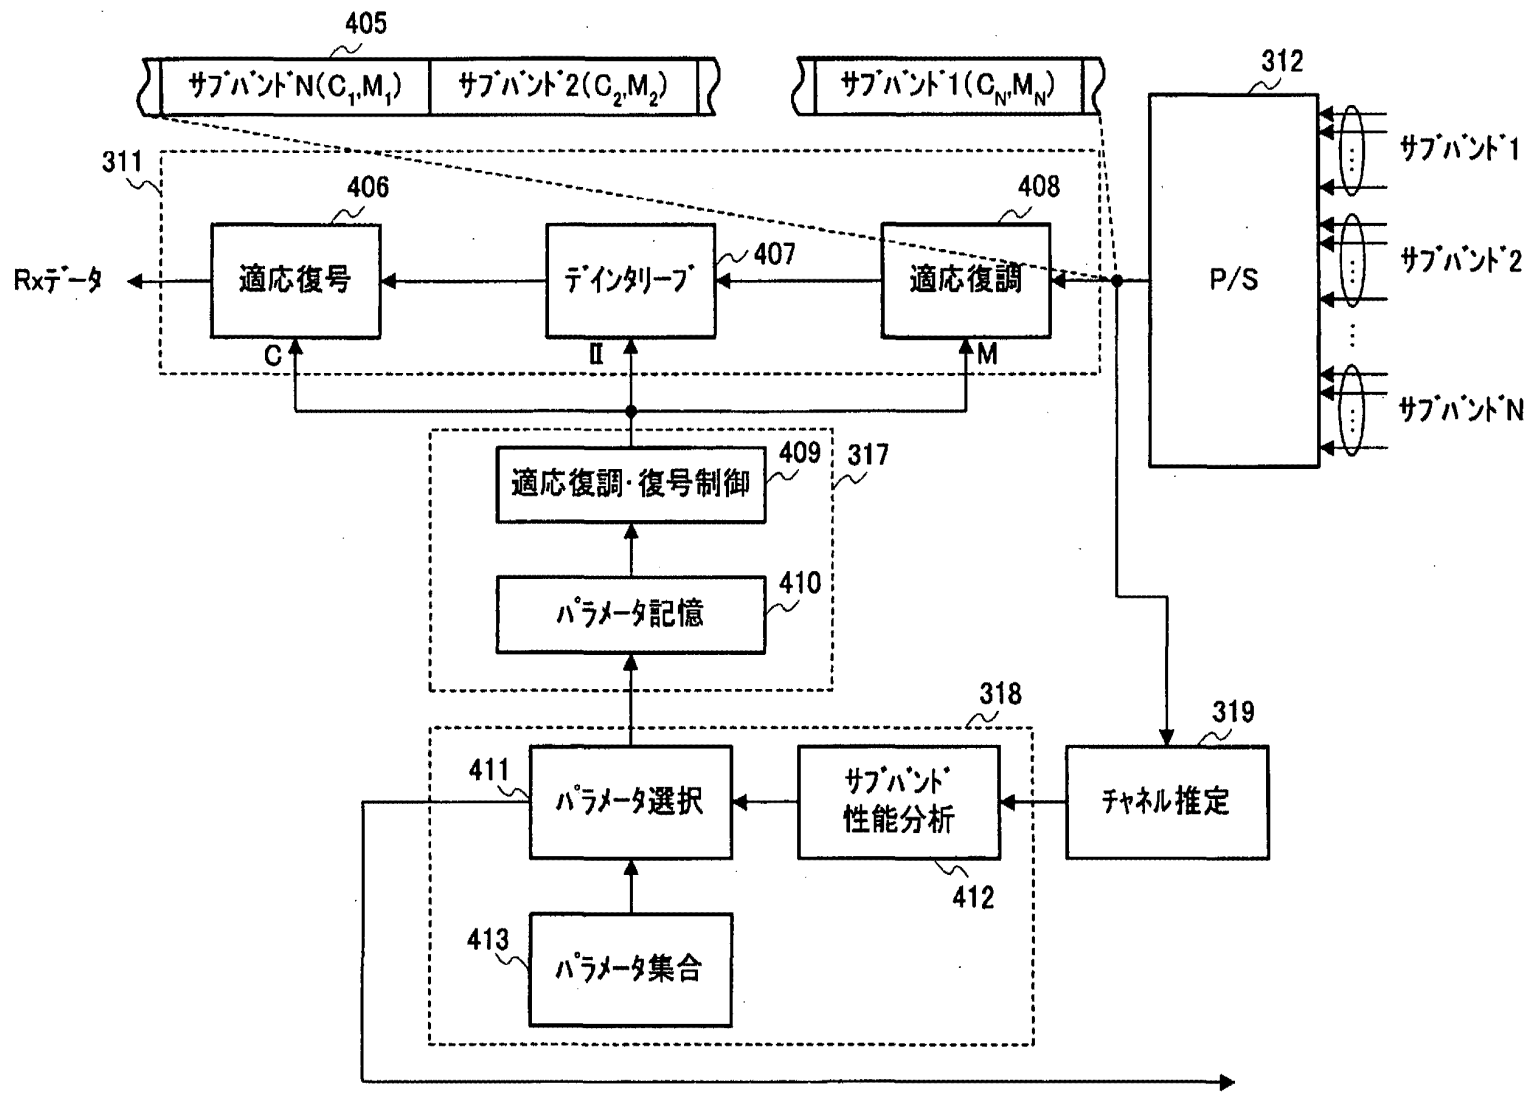 405
サブバンドN(C1,M1)
サブバンド2(C2,M2)
サブバンド1(CN,MN)
312
サブバンド1
サブバンド2
サブバンドN
P/S
311
406
適応復号
407
デインタリーブ
408
適応復調
Rxデータ
C
II
M
317
409
適応復調・復号制御
410
パラメータ記憶
318
319
411
パラメータ選択
サブバンド
性能分析
412
チャネル推定
413
パラメータ集合